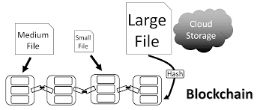 Medium
File
Small
File
Large
File
Cloud
Storage
Hash
Blockchain